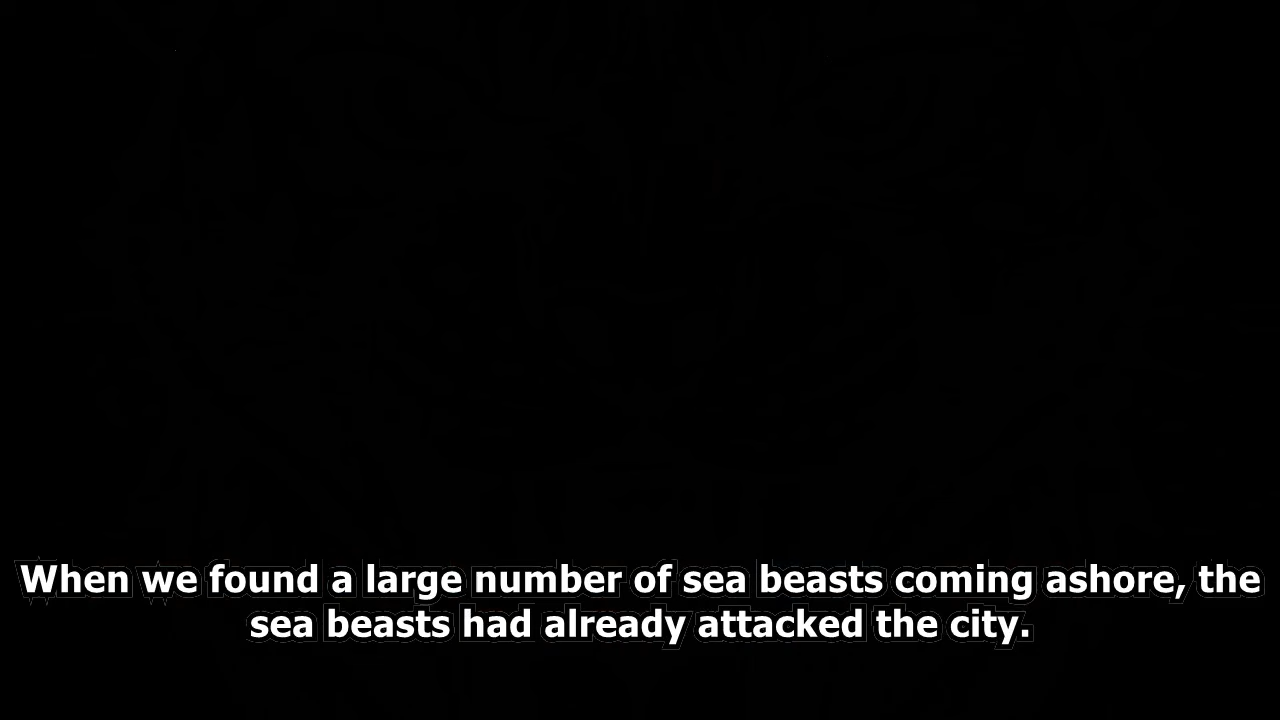 When we found a large number of sea beasts coming ashore, the
sea beasts had already attacked the city.